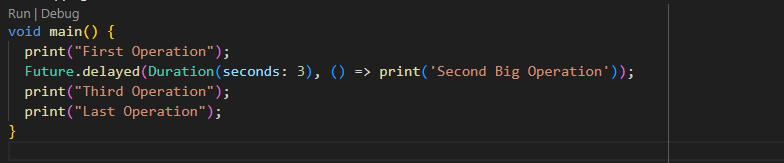 Run | Debug
void main() {
  print("First Operation");
  Future.delayed(Duration(seconds: 3), () => print('Second Big Operation'));
  print("Third Operation");
  print("Last Operation");
}